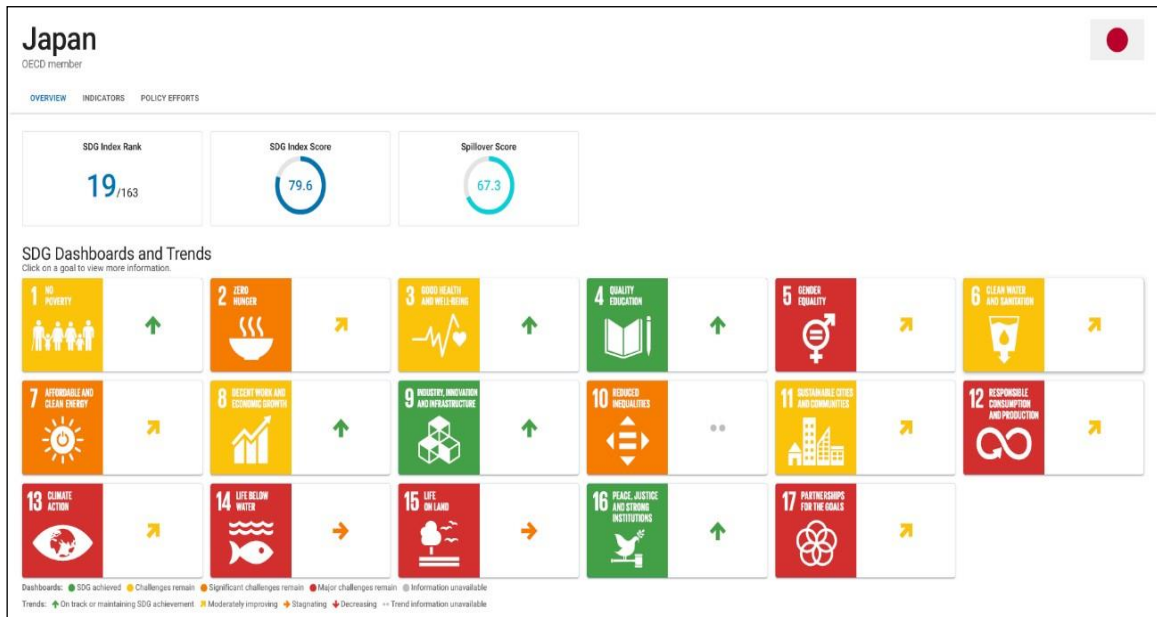 Japan
OECD member
OVERVIEW INDICATORS POLICY EFFORTS
SDG Index Rank
19/163
SDG Index Score
79.6
Spillover Score
67.3
SDG Dashboards and Trends
Click on a goal to view more information.
1 NO
POVERTY
2 ZERO
HUNGER
3 GOOD HEALTH
AND WELL-BEING
4 QUALITY
EDUCATION
5 GENDER
EQUALITY
6 CLEAN WATER
AND SANITATION
7 AFFORDABLE AND
CLEAN ENERGY
8 DECENT WORK AND
ECONOMIC GROWTH
9 INDUSTRY, INNOVATION
AND INFRASTRUCTURE
10 REDUCED
INEQUALITIES
11 SUSTAINABLE CITIES
AND COMMUNITIES
12 RESPONSIBLE
CONSUMPTION
AND PRODUCTION
13 CLIMATE
ACTION
14 LIFE BELOW
WATER
15 LIFE
ON LAND
16 PEACE, JUSTICE
AND STRONG
INSTITUTIONS
17 PARTNERSHIPS
FOR THE GOALS
Dashboards: SDG achieved Challenges remain Significant challenges remain Major challenges remain Information unavailable
Trends: On track or maintaining SDG achievement Moderately improving Stagnating Decreasing Trend information unavailable